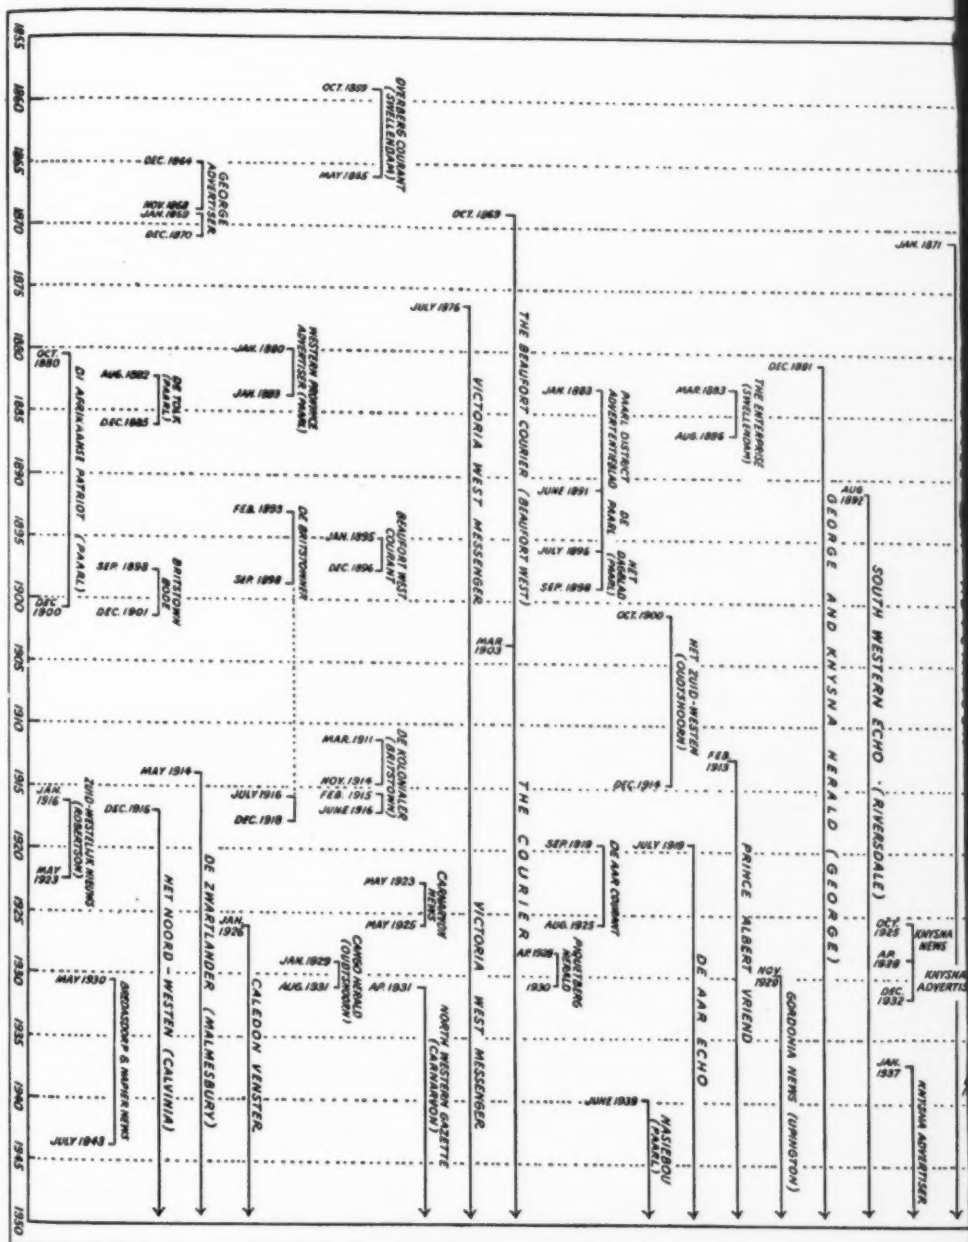 1855
1860
1865
1870
1875
1880
1885
1890
1895
1900
1905
1910
1915
1920
1925
1930
1935
1940
1945
1950
OCT. 1880
DI AFRIKAANSE PATRIOT (PAARL)
DEC. 1900
JAN. 1916
ZUID-WESTELIJK NIEUWS
(ROBERTSON)
MAY 1923
MAY 1930
BREDASDORP & NAPIER NEWS
JULY 1943
AUG. 1882
DE TOLK
(PAARL)
DEC. 1885
SEP. 1898
BRITSTOWN
BODE
DEC. 1901
DEC. 1916
HET NOORD-WESTEN (CALVINIA)
DEC. 1864
GEORGE
ADVERTISER
NOV. 1868
JAN. 1869
DEC. 1870
MAY 1914
DE ZWARTLANDER (MALMESBURY)
JAN. 1926
CALEDON VENSTER
JAN. 1880
WESTERN PROVINCE
ADVERTISER (PAARL)
JAN. 1883
FEB. 1893
DE BRITSTOWNER
SEP. 1898
JULY 1916
DEC. 1918
JAN. 1929
CANGO HERALD
(OUDTSHOORN)
AUG. 1931
OCT. 1859
OVERBERG COURANT
(SWELLENDAM)
MAY 1865
JAN. 1895
BEAUFORT WEST
COURANT
DEC. 1896
MAR. 1911
DE KOLONIALER
(BRITSTOWN)
NOV. 1914
FEB. 1915
JUNE 1916
MAY 1923
CARNARVON
NEWS
MAY 1925
AP. 1931
NORTH WESTERN GAZETTE
(CARNARVON)
JULY 1876
VICTORIA WEST MESSENGER
VICTORIA WEST MESSENGER
OCT. 1869
THE BEAUFORT COURIER (BEAUFORT WEST)
MAR. 1903
THE COURIER
AP. 1928
PIQUETBERG
HERALD
1930
JAN. 1883
PAARL DISTRICT
ADVERTENTIEBLAD
JUNE 1891
DE
PAARL
JULY 1896
HET
DAGBLAD
(PAARL)
SEP. 1898
SEP. 1919
DE AAR COURANT
AUG. 1925
JUNE 1939
NASIEBOU
(PAARL)
OCT. 1900
HET ZUID-WESTEN
(OUDTSHOORN)
DEC. 1914
JULY 1919
DE AAR ECHO
MAR. 1883
THE ENTERPRISE
(SWELLENDAM)
AUG. 1886
FEB. 1913
PRINCE ALBERT VRIEND
NOV. 1929
GORDONIA NEWS (UPINGTON)
DEC. 1881
GEORGE AND KNYSNA HERALD (GEORGE)
AUG. 1892
SOUTH WESTERN ECHO (RIVERSDALE)
OCT. 1925
KNYSNA
NEWS
AP. 1928
KNYSNA
ADVERTIS
DEC. 1932
JAN. 1937
KNYSNA ADVERTISER
JAN. 1871